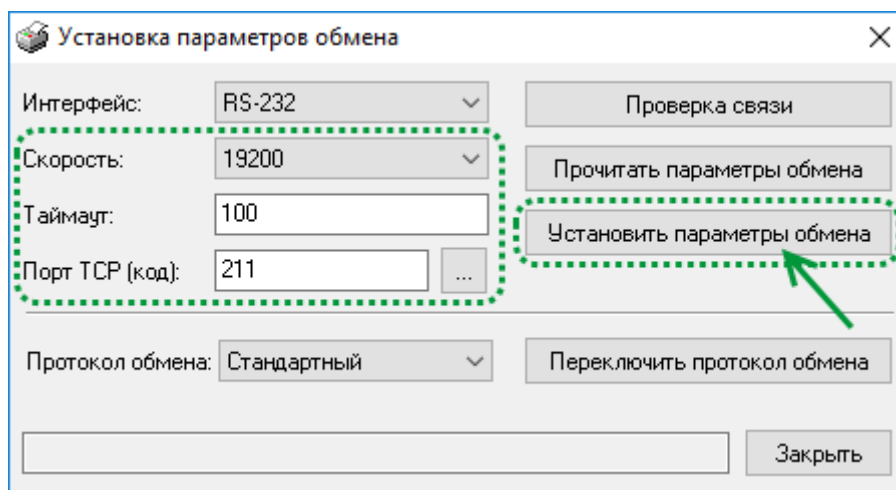 Установка параметров обмена
Интерфейс: RS-232 Проверка связи
Скорость: 19200 Прочитать параметры обмена
Таймаут: 100 Установить параметры обмена
Порт TCP (код): 211 ...
Протокол обмена: Стандартный Переключить протокол обмена
Закрыть